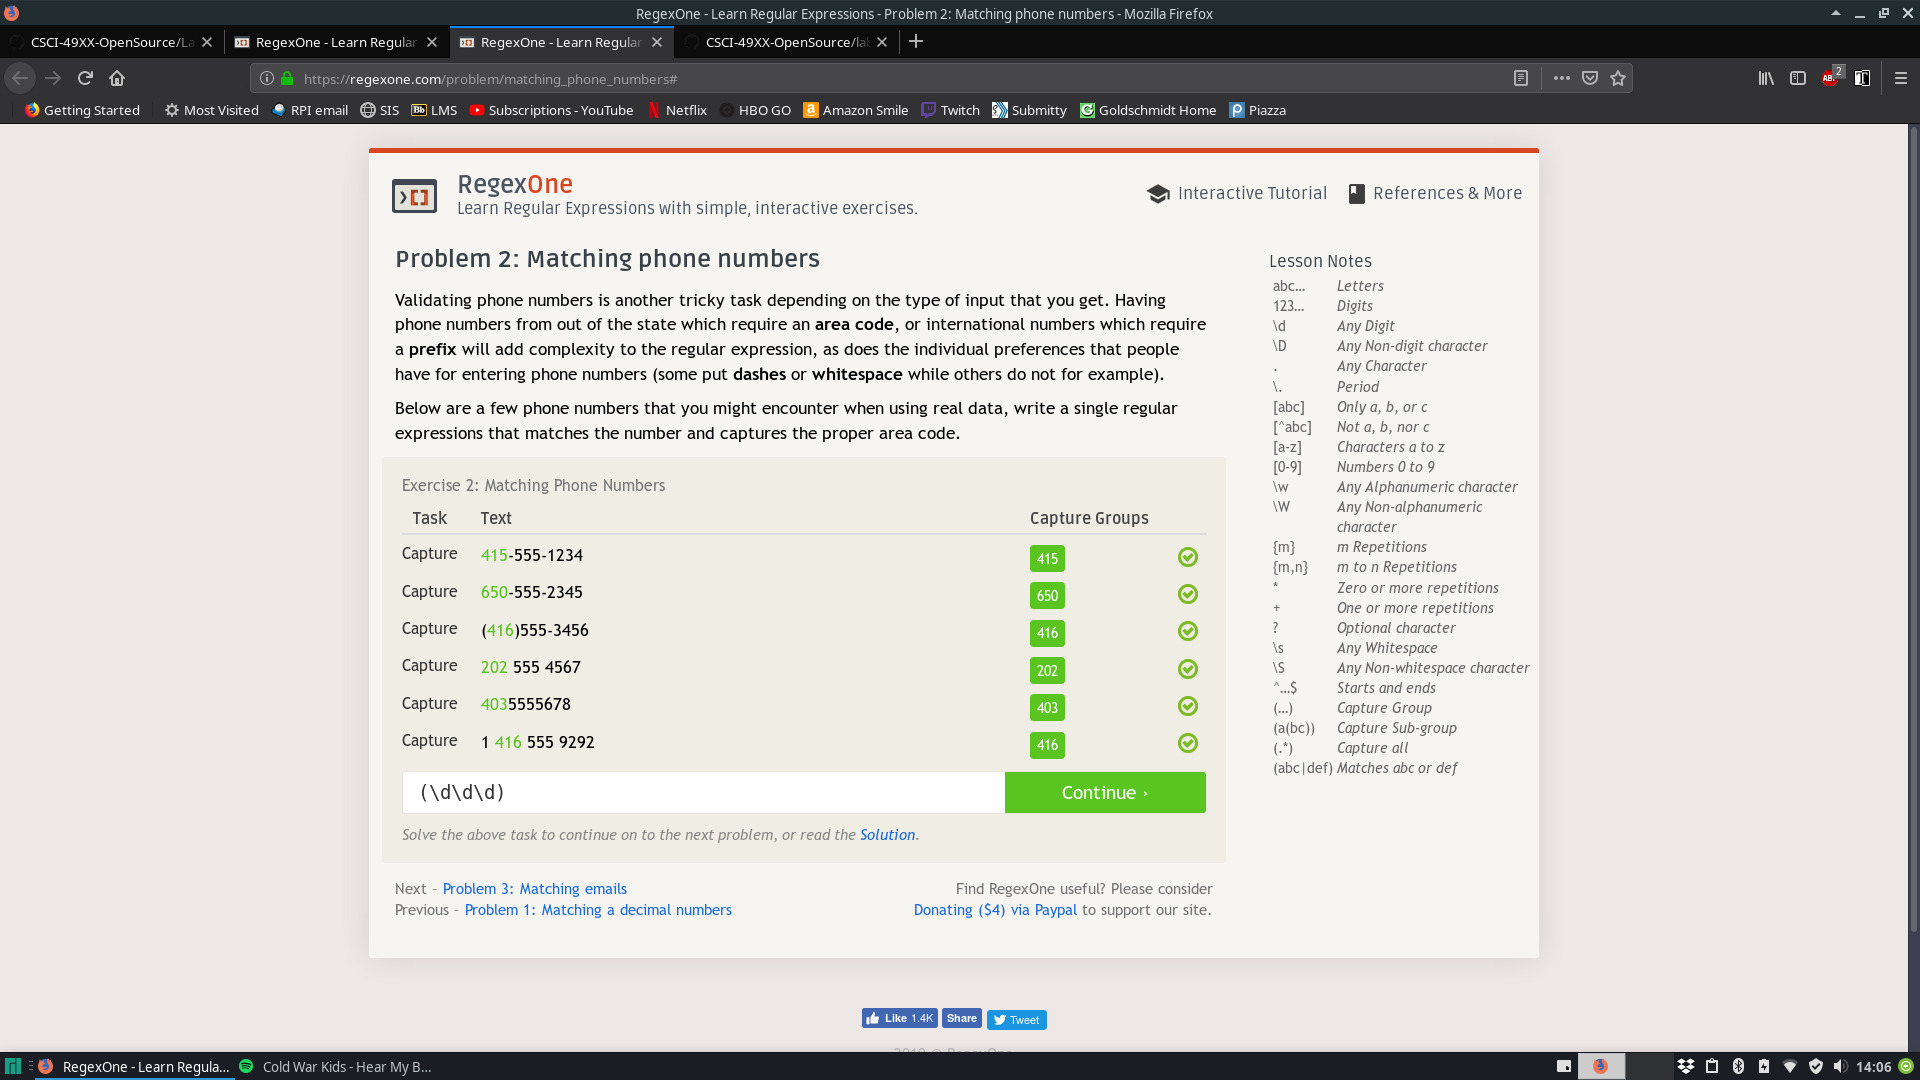 RegexOne - Learn Regular Expressions - Problem 2: Matching phone numbers - Mozilla Firefox
CSCI-49XX-OpenSource/La
RegexOne - Learn Regular
RegexOne - Learn Regular
CSCI-49XX-OpenSource/la
https://regexone.com/problem/matching_phone_numbers#
2
Getting Started
Most Visited
RPI email
SIS
LMS
Subscriptions - YouTube
Netflix
HBO GO
Amazon Smile
Twitch
Submitty
Goldschmidt Home
Piazza
RegexOne
Learn Regular Expressions with simple, interactive exercises.
Interactive Tutorial
References & More
Problem 2: Matching phone numbers
Validating phone numbers is another tricky task depending on the type of input that you get. Having
phone numbers from out of the state which require an area code, or international numbers which require
a prefix will add complexity to the regular expression, as does the individual preferences that people
have for entering phone numbers (some put dashes or whitespace while others do not for example).
Below are a few phone numbers that you might encounter when using real data, write a single regular
expressions that matches the number and captures the proper area code.
Exercise 2: Matching Phone Numbers
Task Text Capture Groups
Capture 415-555-1234 415
Capture 650-555-2345 650
Capture (416)555-3456 416
Capture 202 555 4567 202
Capture 4035555678 403
Capture 1 416 555 9292 416
(\d\d\d)
Continue ›
Solve the above task to continue on to the next problem, or read the Solution.
Next – Problem 3: Matching emails
Previous – Problem 1: Matching a decimal numbers
Find RegexOne useful? Please consider
Donating ($4) via Paypal to support our site.
Lesson Notes
abc… Letters
123… Digits
\d Any Digit
\D Any Non-digit character
. Any Character
\. Period
[abc] Only a, b, or c
[^abc] Not a, b, nor c
[a-z] Characters a to z
[0-9] Numbers 0 to 9
\w Any Alphanumeric character
\W Any Non-alphanumeric
character
{m} m Repetitions
{m,n} m to n Repetitions
* Zero or more repetitions
+ One or more repetitions
? Optional character
\s Any Whitespace
\S Any Non-whitespace character
^…$ Starts and ends
(…) Capture Group
(a(bc)) Capture Sub-group
(.*) Capture all
(abc|def) Matches abc or def
Like 1.4K
Share
Tweet
2019 © RegexOne
RegexOne - Learn Regula...
Cold War Kids - Hear My B...
14:06